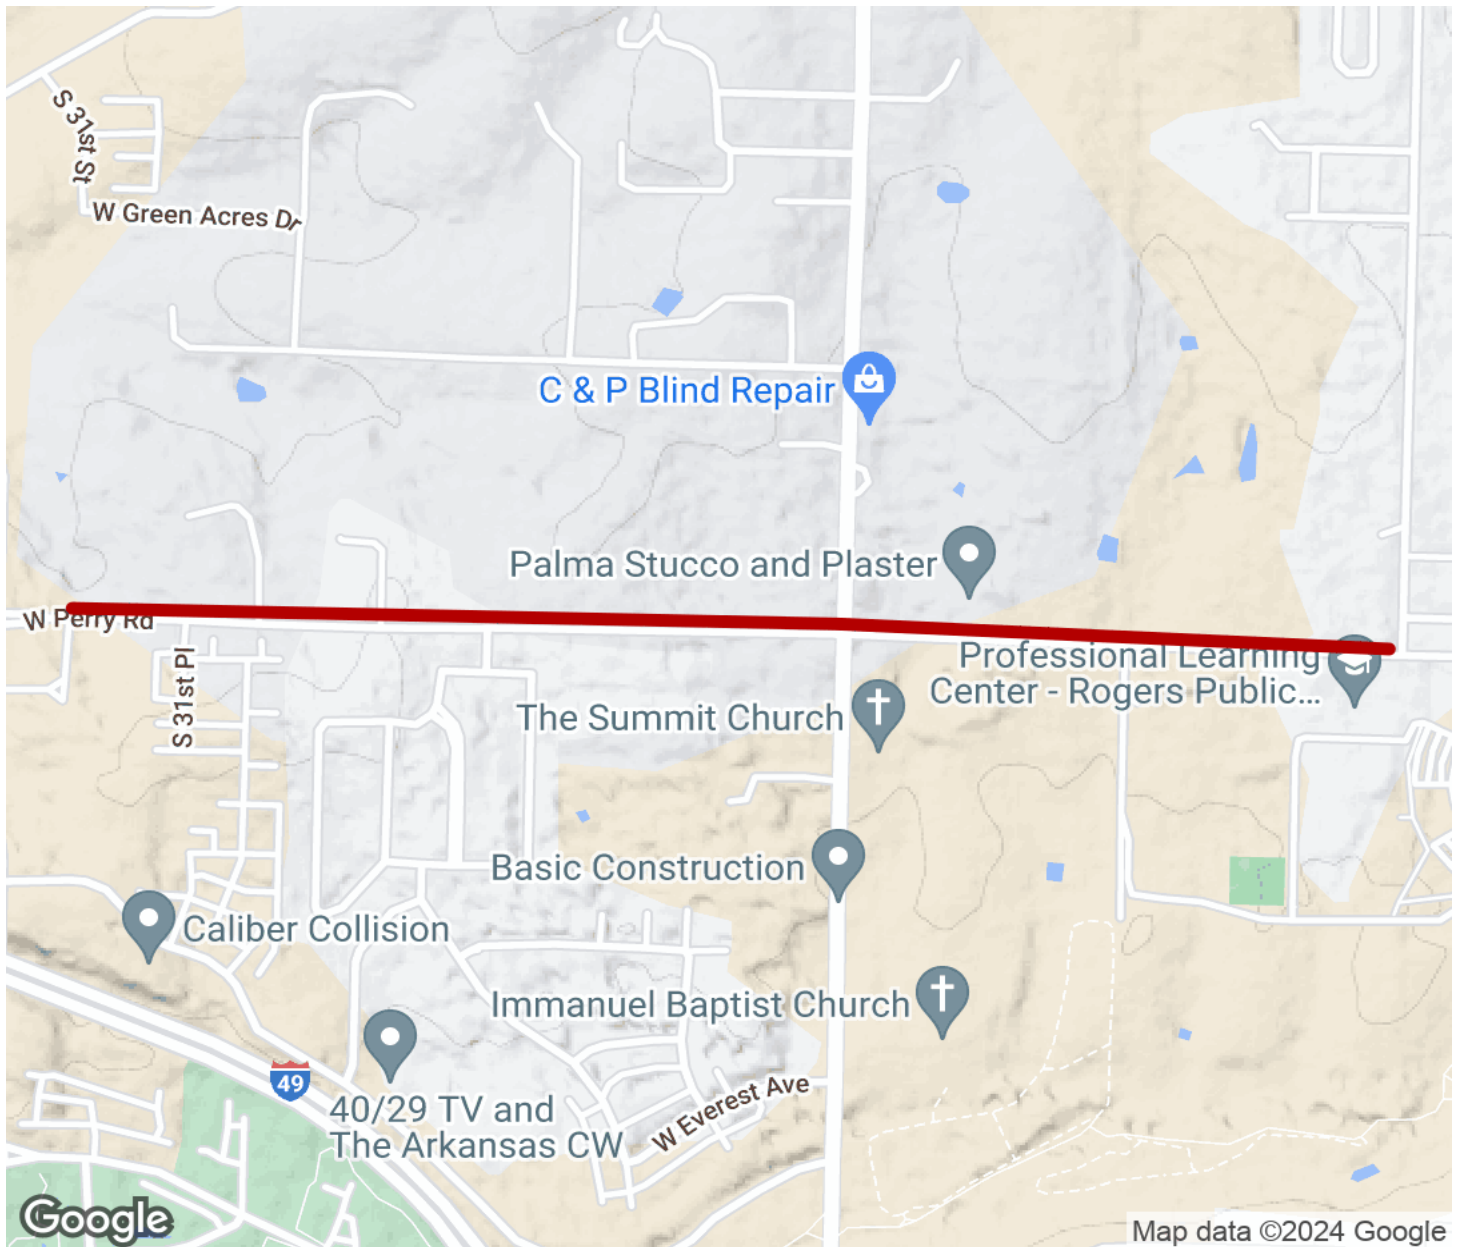 S 31st St
W Green Acres Dr
C & P Blind Repair
Palma Stucco and Plaster
W Perry Rd
S 31st Pl
Professional Learning
Center - Rogers Public...
The Summit Church
Basic Construction
Caliber Collision
Immanuel Baptist Church
49
40/29 TV and
The Arkansas CW
W Everest Ave
Google
Map data ©2024 Google